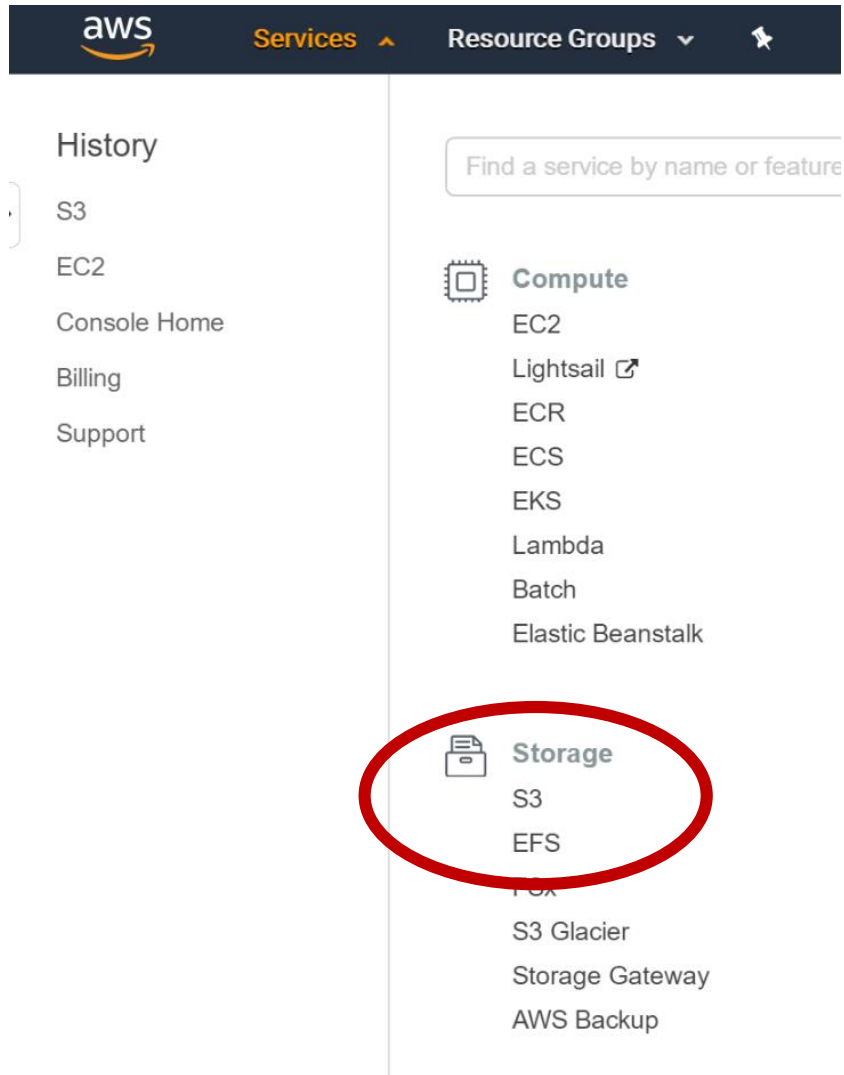 aws Services Resource Groups
History
S3
EC2
Console Home
Billing
Support
Find a service by name or feature
Compute
EC2
Lightsail
ECR
ECS
EKS
Lambda
Batch
Elastic Beanstalk
Storage
S3
EFS
FSx
S3 Glacier
Storage Gateway
AWS Backup